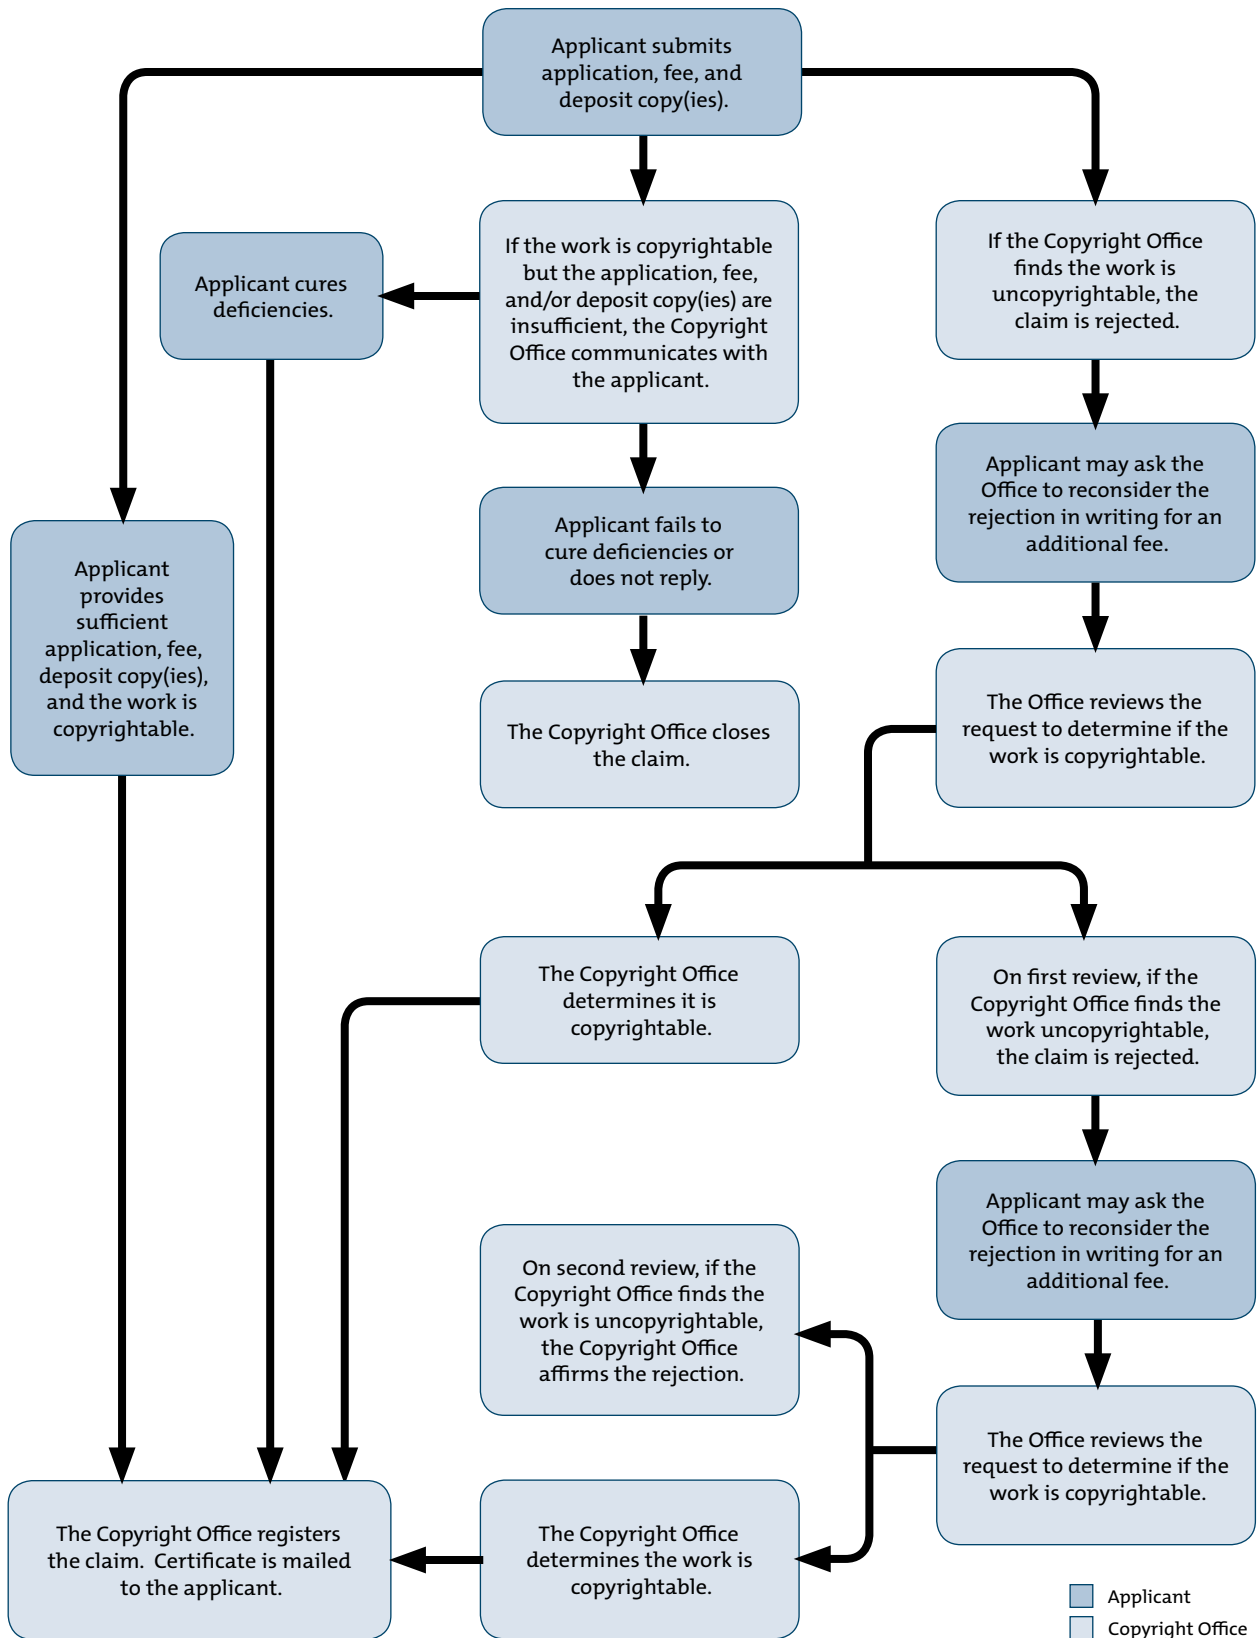 Applicant submits
application, fee, and
deposit copy(ies).
If the work is copyrightable
but the application, fee,
and/or deposit copy(ies) are
insufficient, the Copyright
Office communicates with
the applicant.
If the Copyright Office
finds the work is
uncopyrightable, the
claim is rejected.
Applicant cures
deficiencies.
Applicant may ask the
Office to reconsider the
rejection in writing for an
additional fee.
Applicant fails to
cure deficiencies or
does not reply.
Applicant
provides
sufficient
application, fee,
deposit copy(ies),
and the work is
copyrightable.
The Office reviews the
request to determine if the
work is copyrightable.
The Copyright Office closes
the claim.
The Copyright Office
determines it is
copyrightable.
On first review, if the
Copyright Office finds the
work uncopyrightable,
the claim is rejected.
Applicant may ask the
Office to reconsider the
rejection in writing for an
additional fee.
On second review, if the
Copyright Office finds the
work is uncopyrightable,
the Copyright Office
affirms the rejection.
The Office reviews the
request to determine if the
work is copyrightable.
The Copyright Office registers
the claim. Certificate is mailed
to the applicant.
The Copyright Office
determines the work is
copyrightable.
Applicant
Copyright Office